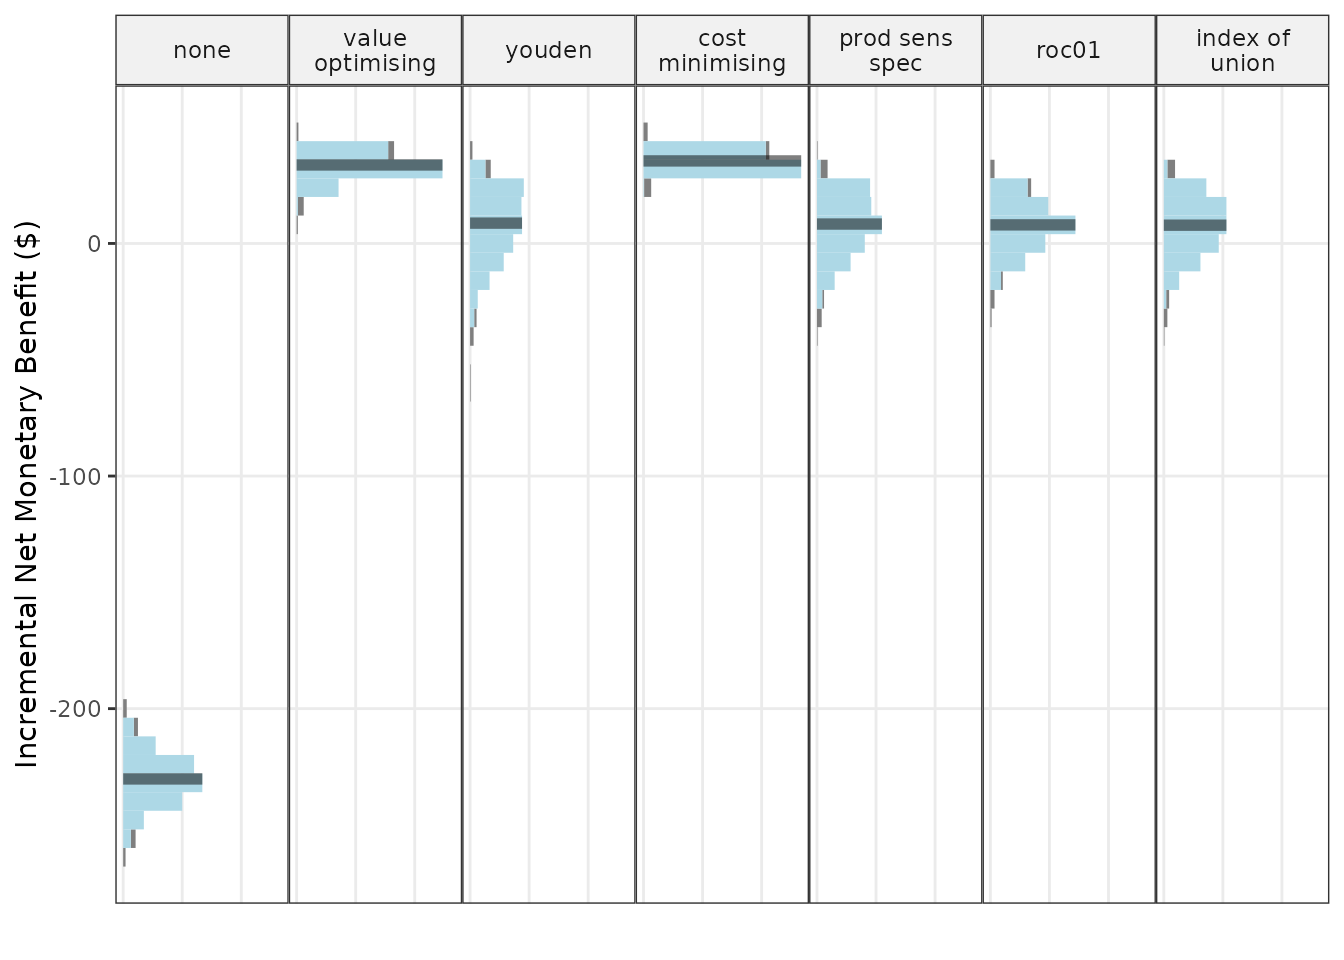 none
value
optimising
youden
cost
minimising
prod sens
spec
roc01
index of
union
Incremental Net Monetary Benefit ($)
0
-100
-200